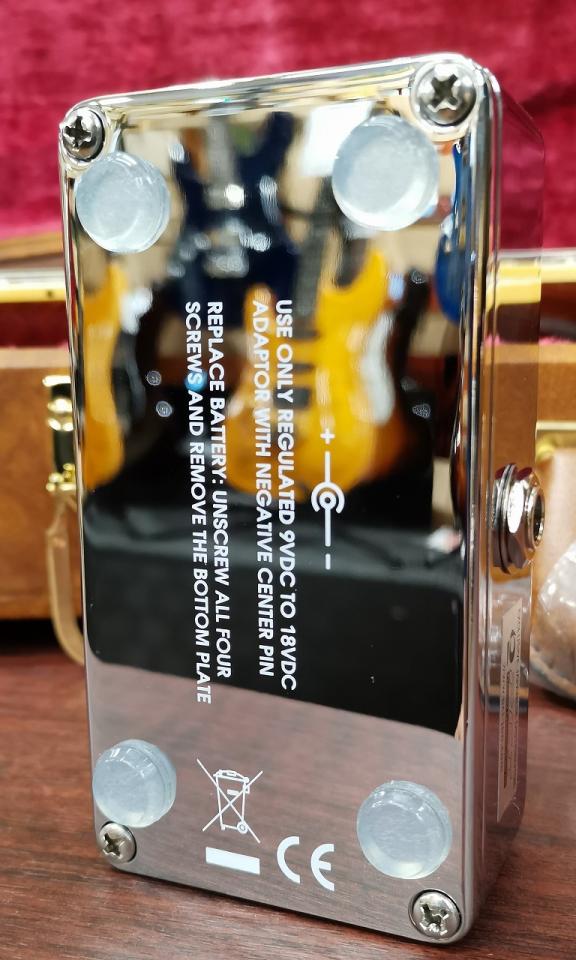 USE ONLY REGULATED 9VDC TO 18VDC
ADAPTOR WITH NEGATIVE CENTER PIN
REPLACE BATTERY: UNSCREW ALL FOUR
SCREWS AND REMOVE THE BOTTOM PLATE
+ -
CE